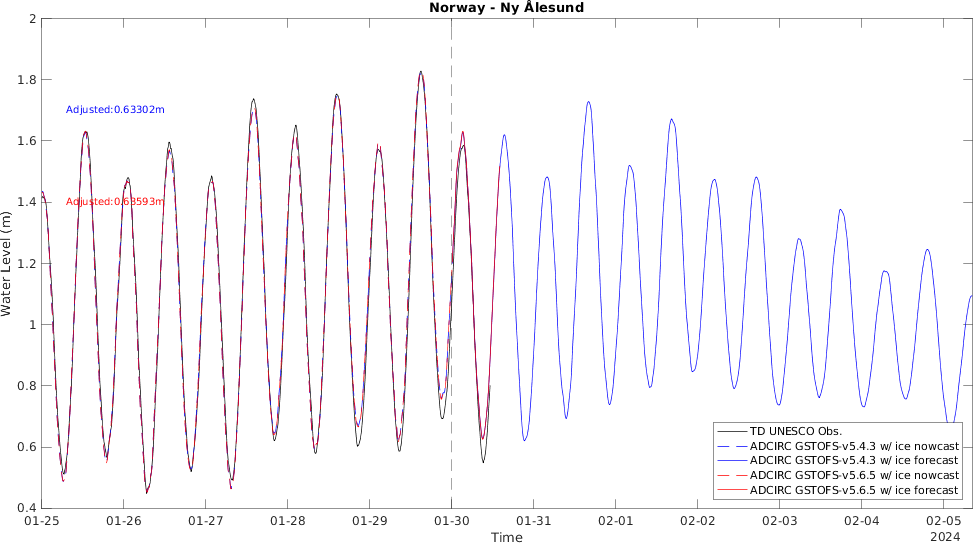 Norway - Ny Ålesund
2
1.8
1.6
1.4
1.2
1
0.8
0.6
0.4
Water Level (m)
Adjusted:0.63302m
Adjusted:0.63593m
TD UNESCO Obs.
ADCIRC GSTOFS-v5.4.3 w/ ice nowcast
ADCIRC GSTOFS-v5.4.3 w/ ice forecast
ADCIRC GSTOFS-v5.6.5 w/ ice nowcast
ADCIRC GSTOFS-v5.6.5 w/ ice forecast
01-25 01-26 01-27 01-28 01-29 01-30 01-31 02-01 02-02 02-03 02-04 02-05
Time
2024